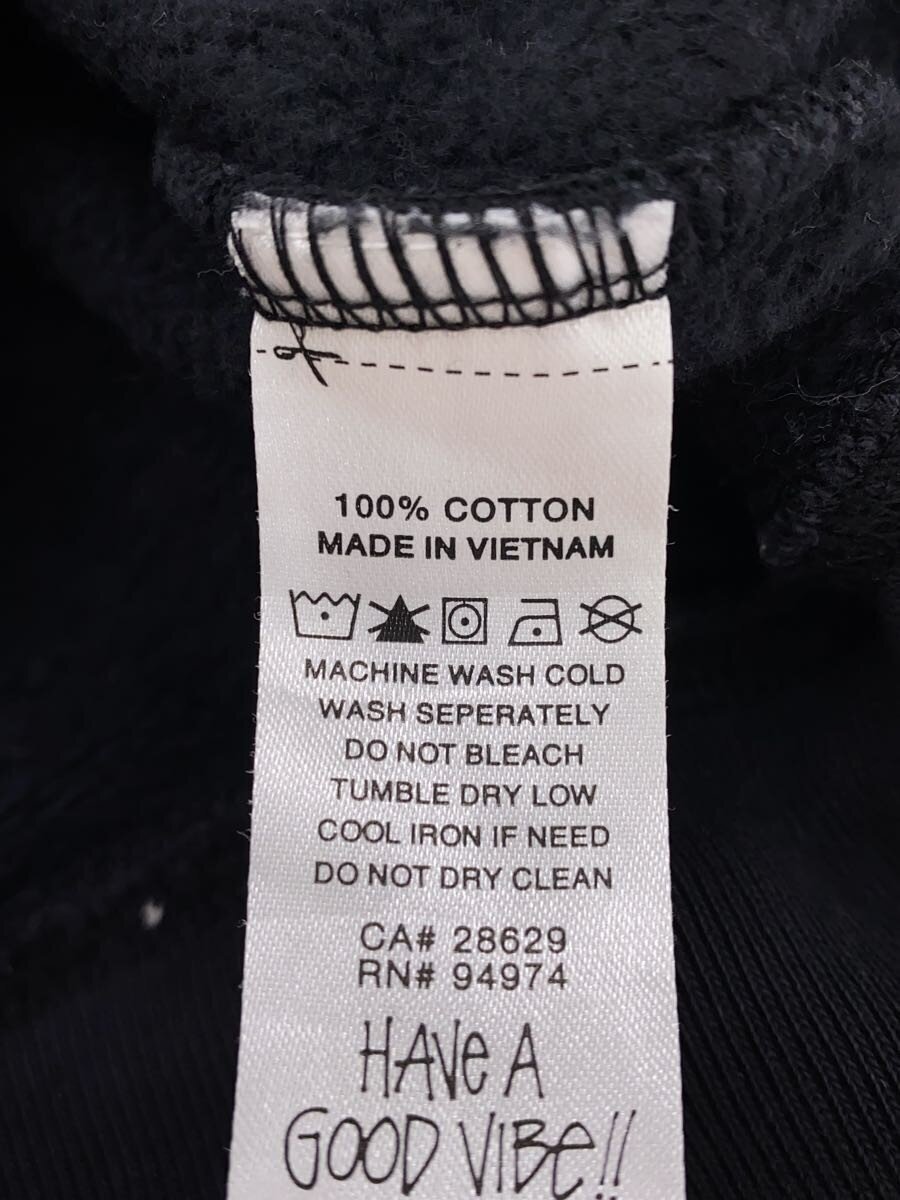 100% COTTON
MADE IN VIETNAM
MACHINE WASH COLD
WASH SEPERATELY
DO NOT BLEACH
TUMBLE DRY LOW
COOL IRON IF NEED
DO NOT DRY CLEAN
CA# 28629
RN# 94974
HAVE A
GOOD VIBE!!